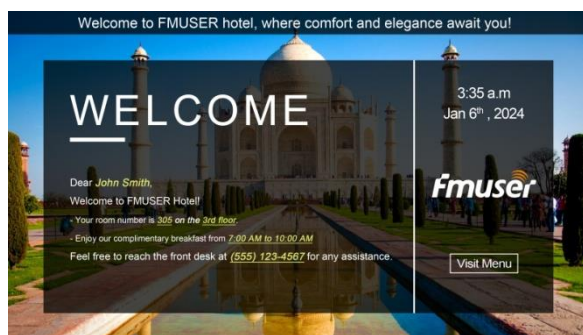 Welcome to FMUSER hotel, where comfort and elegance await you!
WELCOME
Dear John Smith,
Welcome to FMUSER Hotel!
- Your room number is 305 on the 3rd floor.
- Enjoy our complimentary breakfast from 7:00 AM to 10:00 AM
Feel free to reach the front desk at (555) 123-4567 for any assistance.
3:35 a.m
Jan 6th , 2024
Fmuser
Visit Menu